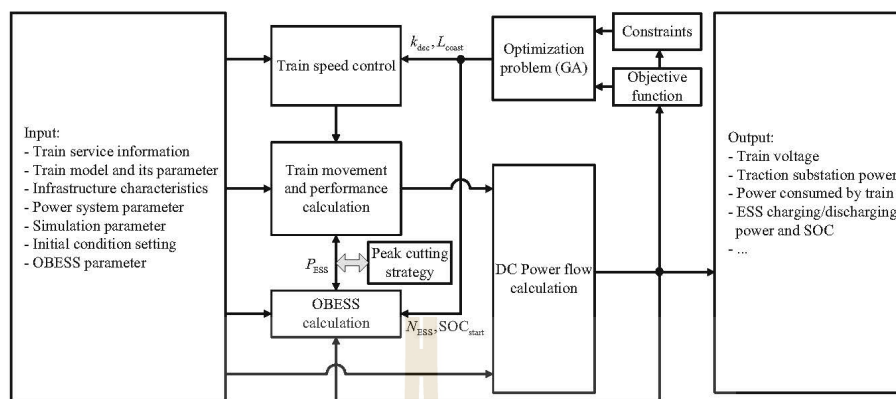 Input:
- Train service information
- Train model and its parameter
- Infrastructure characteristics
- Power system parameter
- Simulation parameter
- Initial condition setting
- OBESS parameter
Train speed control
k_dec, L_coast
Optimization
problem (GA)
Constraints
Objective
function
Train movement
and performance
calculation
P_ESS
Peak cutting
strategy
OBESS
calculation
N_ESS, SOC_start
DC Power flow
calculation
Output:
- Train voltage
- Traction substation power
- Power consumed by train
- ESS charging/discharging
power and SOC
- ...